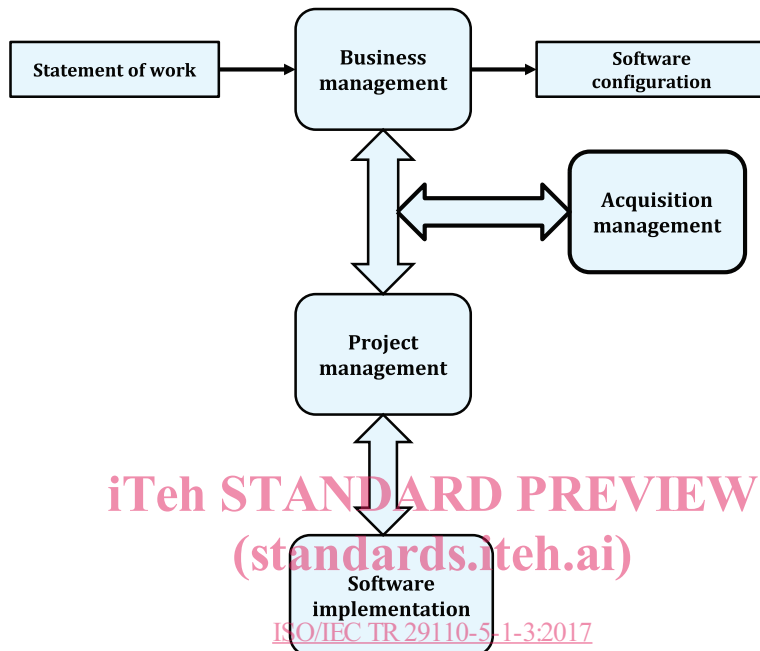 Business
management
Statement of work
Software
configuration
Acquisition
management
Project
management
iTeh STANDARD PREVIEW
(standards.iteh.ai)
Software
implementation
ISO/IEC TR 29110-5-1-3:2017